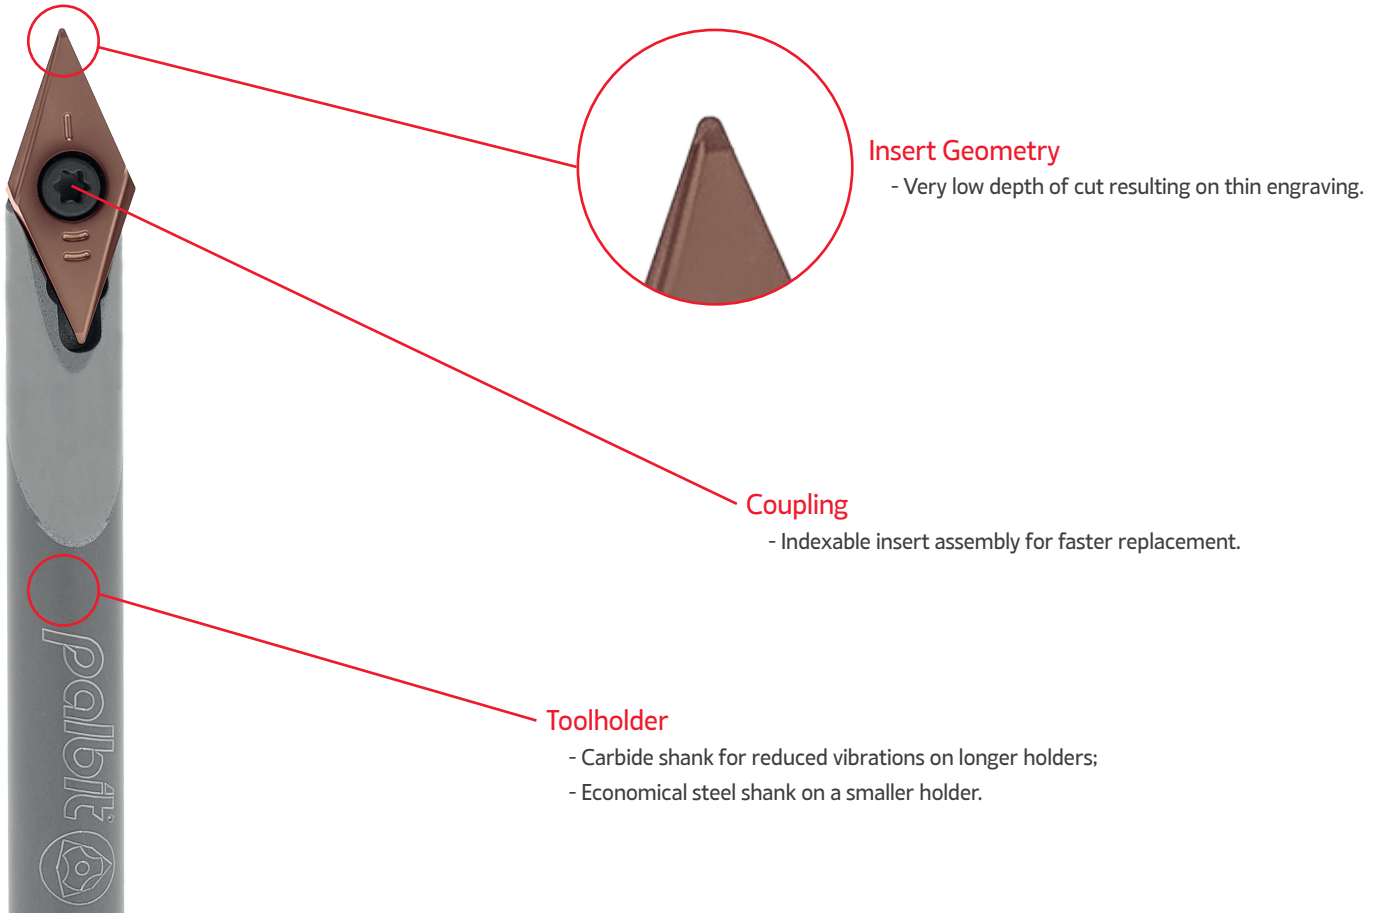 Insert Geometry
- Very low depth of cut resulting on thin engraving.
Coupling
- Indexable insert assembly for faster replacement.
Toolholder
- Carbide shank for reduced vibrations on longer holders;
- Economical steel shank on a smaller holder.
palbit